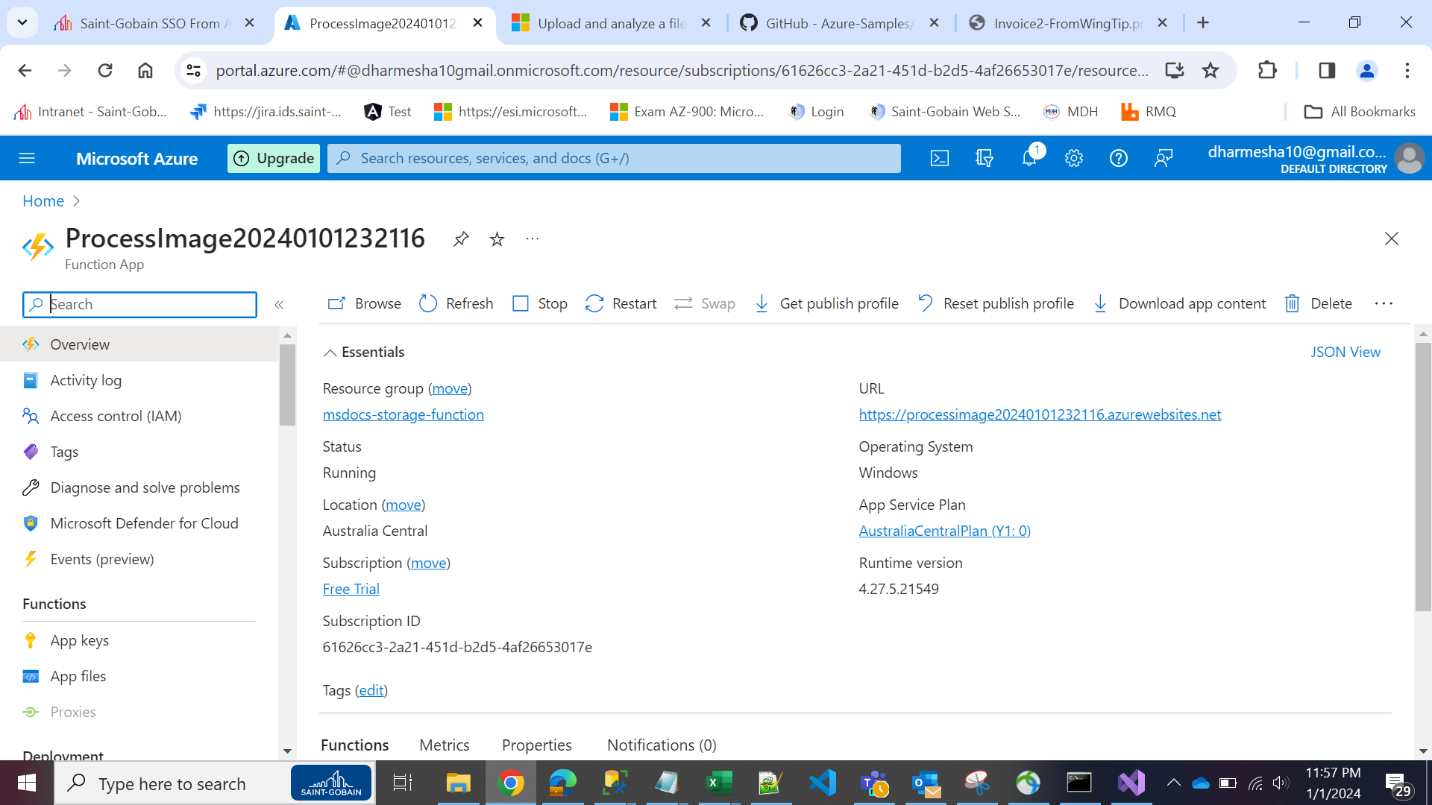 Saint-Gobain SSO From A
ProcessImage2024010123
Upload and analyze a file
GitHub - Azure-Samples/
Invoice2-FromWingTip.p
portal.azure.com/#@dharmesha10gmail.onmicrosoft.com/resource/subscriptions/61626cc3-2a21-451d-b2d5-4af26653017e/resource...
Intranet - Saint-Gob...
https://jira.ids.saint-...
Test
https://esi.microsoft...
Exam AZ-900: Micro...
Login
Saint-Gobain Web S...
MDH
RMQ
All Bookmarks
Microsoft Azure
Upgrade
Search resources, services, and docs (G+/)
1
dharmesha10@gmail.co...
DEFAULT DIRECTORY
Home
ProcessImage20240101232116
Function App
Search
Browse
Refresh
Stop
Restart
Swap
Get publish profile
Reset publish profile
Download app content
Delete
Overview
Activity log
Access control (IAM)
Tags
Diagnose and solve problems
Microsoft Defender for Cloud
Events (preview)
Functions
App keys
App files
Proxies
Deployment
Essentials
JSON View
Resource group (move)
msdocs-storage-function
Status
Running
Location (move)
Australia Central
Subscription (move)
Free Trial
Subscription ID
61626cc3-2a21-451d-b2d5-4af26653017e
Tags (edit)
URL
https://processimage20240101232116.azurewebsites.net
Operating System
Windows
App Service Plan
AustraliaCentralPlan (Y1: 0)
Runtime version
4.27.5.21549
Functions
Metrics
Properties
Notifications (0)
Type here to search
SAINT-GOBAIN
11:57 PM
1/1/2024
29